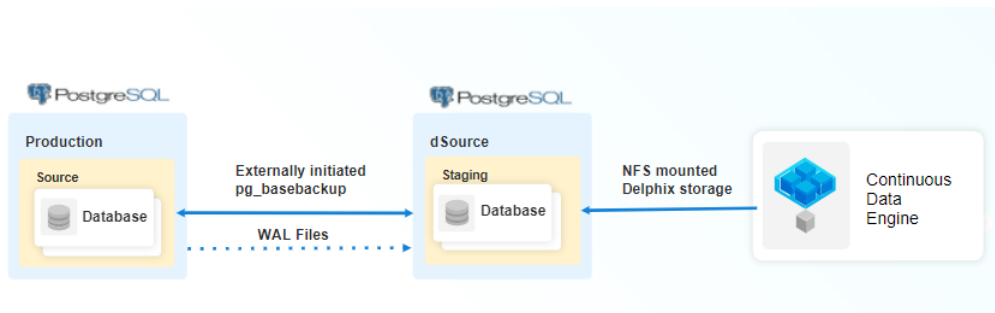 PostgreSQL
PostgreSQL
Production
dSource
Source
Database
Externally initiated
pg_basebackup
WAL Files
Staging
Database
NFS mounted
Delphix storage
Continuous
Data
Engine